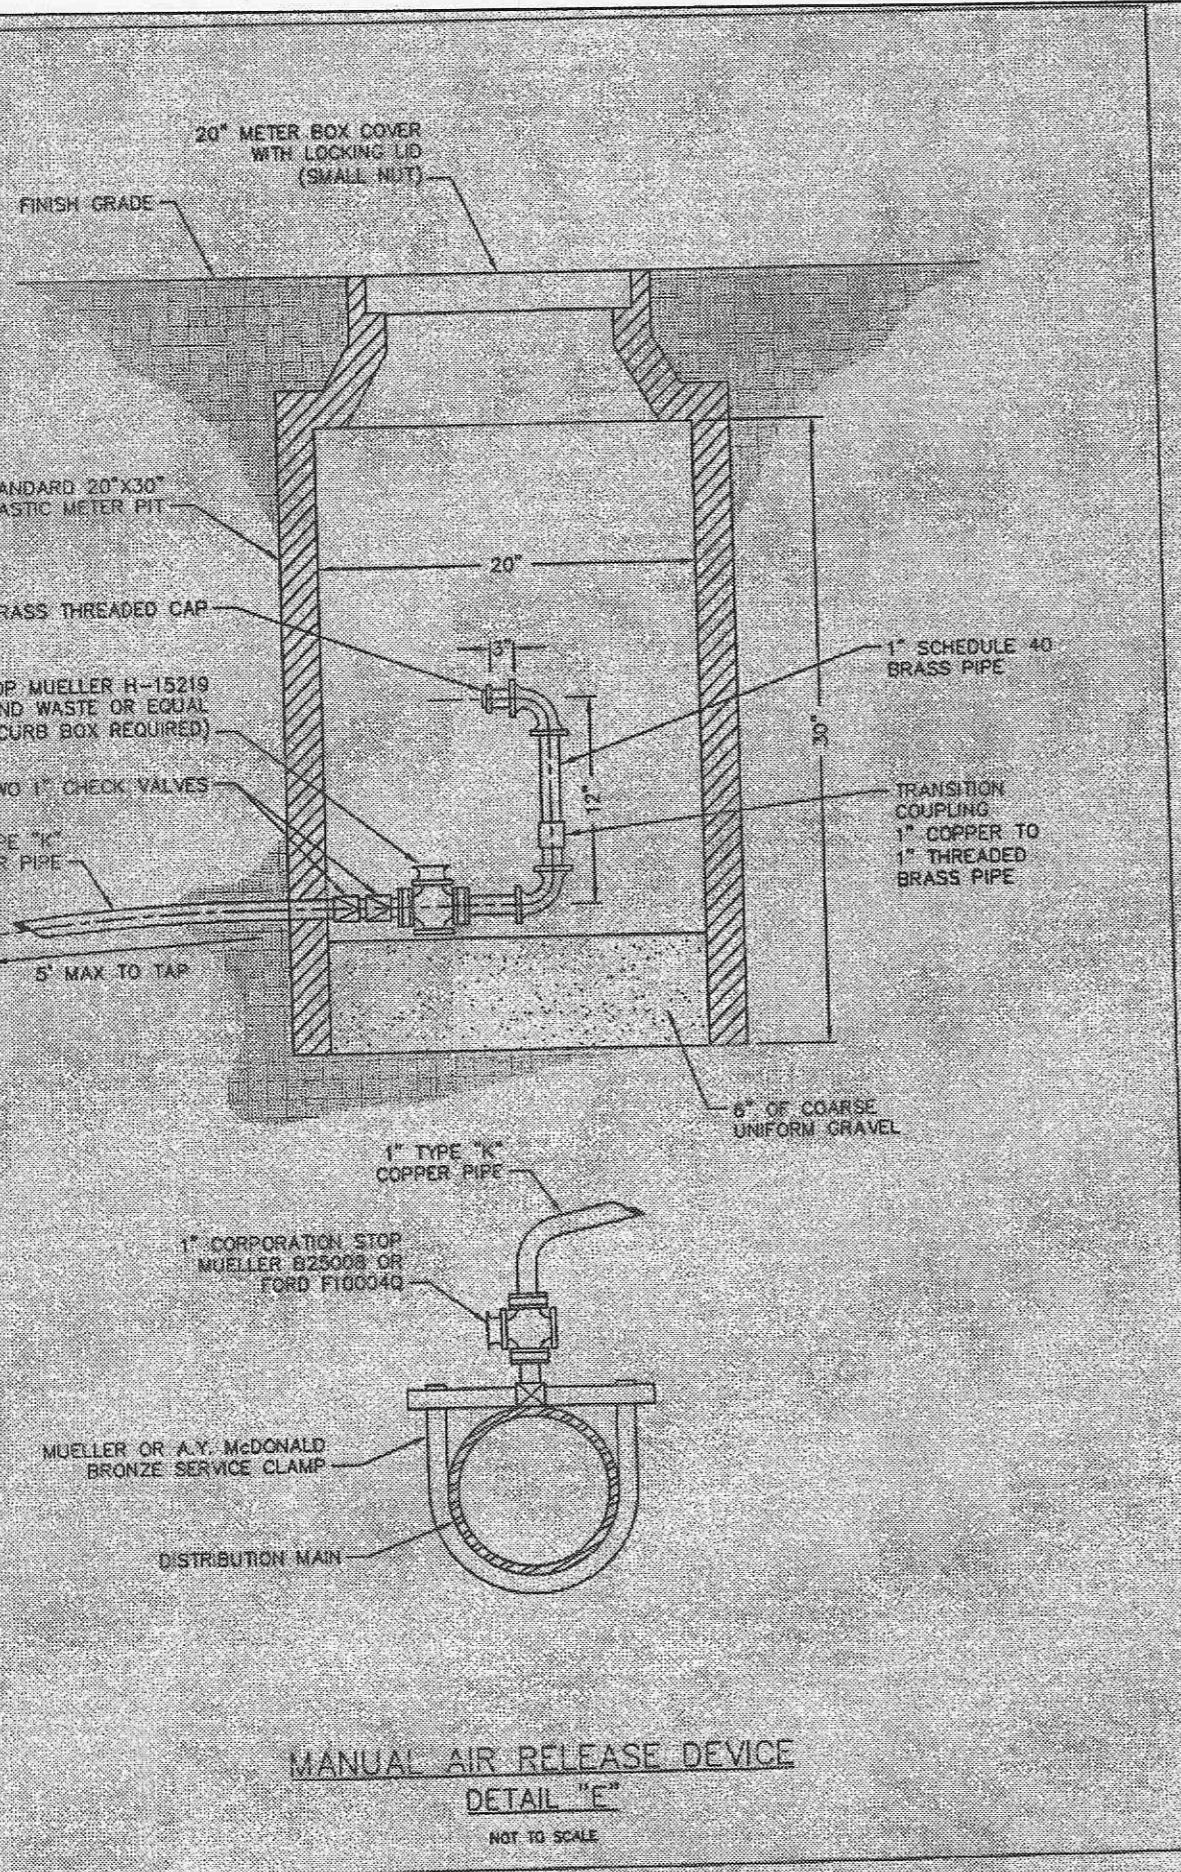 20" METER BOX COVER
WITH LOCKING LID
(SMALL NUT)
FINISH GRADE
ANDARD 20"X30"
ASTIC METER PIT
20"
RASS THREADED CAP
3"
1" SCHEDULE 40
BRASS PIPE
OP MUELLER H-15219
ND WASTE OR EQUAL
CURB BOX REQUIRED)
30"
WO 1" CHECK VALVES
12"
TRANSITION
COUPLING
1" COPPER TO
1" THREADED
BRASS PIPE
PE "K"
R PIPE
5' MAX TO TAP
6" OF COARSE
UNIFORM GRAVEL
1" TYPE "K"
COPPER PIPE
1" CORPORATION STOP
MUELLER B25008 OR
FORD F10004Q
MUELLER OR A.Y. McDONALD
BRONZE SERVICE CLAMP
DISTRIBUTION MAIN
MANUAL AIR RELEASE DEVICE
DETAIL "E"
NOT TO SCALE